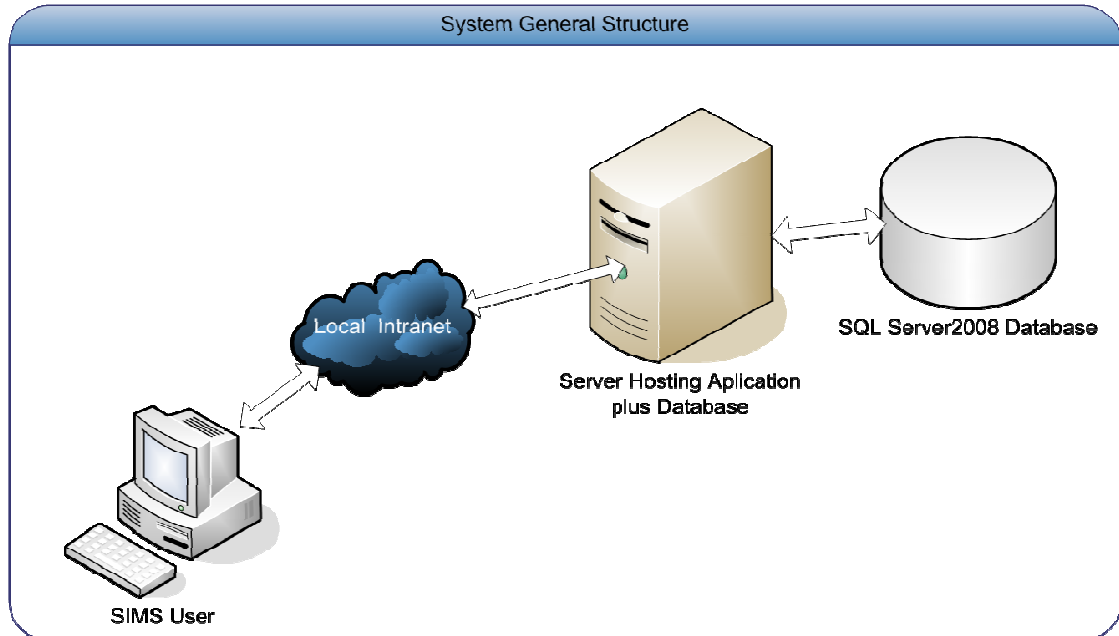 System General Structure
Local Intranet
SQL Server2008 Database
Server Hosting Aplication
plus Database
SIMS User